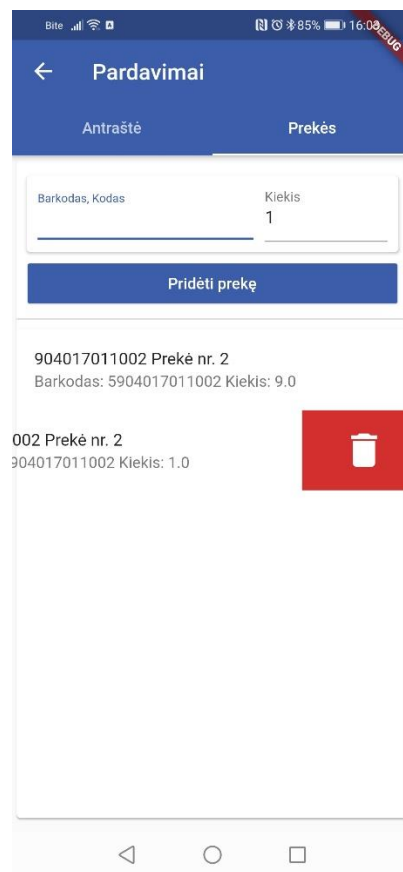 Bite 85% 16:0
DEBUG
Pardavimai
Antraštė Prekės
Barkodas, Kodas Kiekis
1
Pridėti prekę
904017011002 Prekė nr. 2
Barkodas: 5904017011002 Kiekis: 9.0
002 Prekė nr. 2
904017011002 Kiekis: 1.0